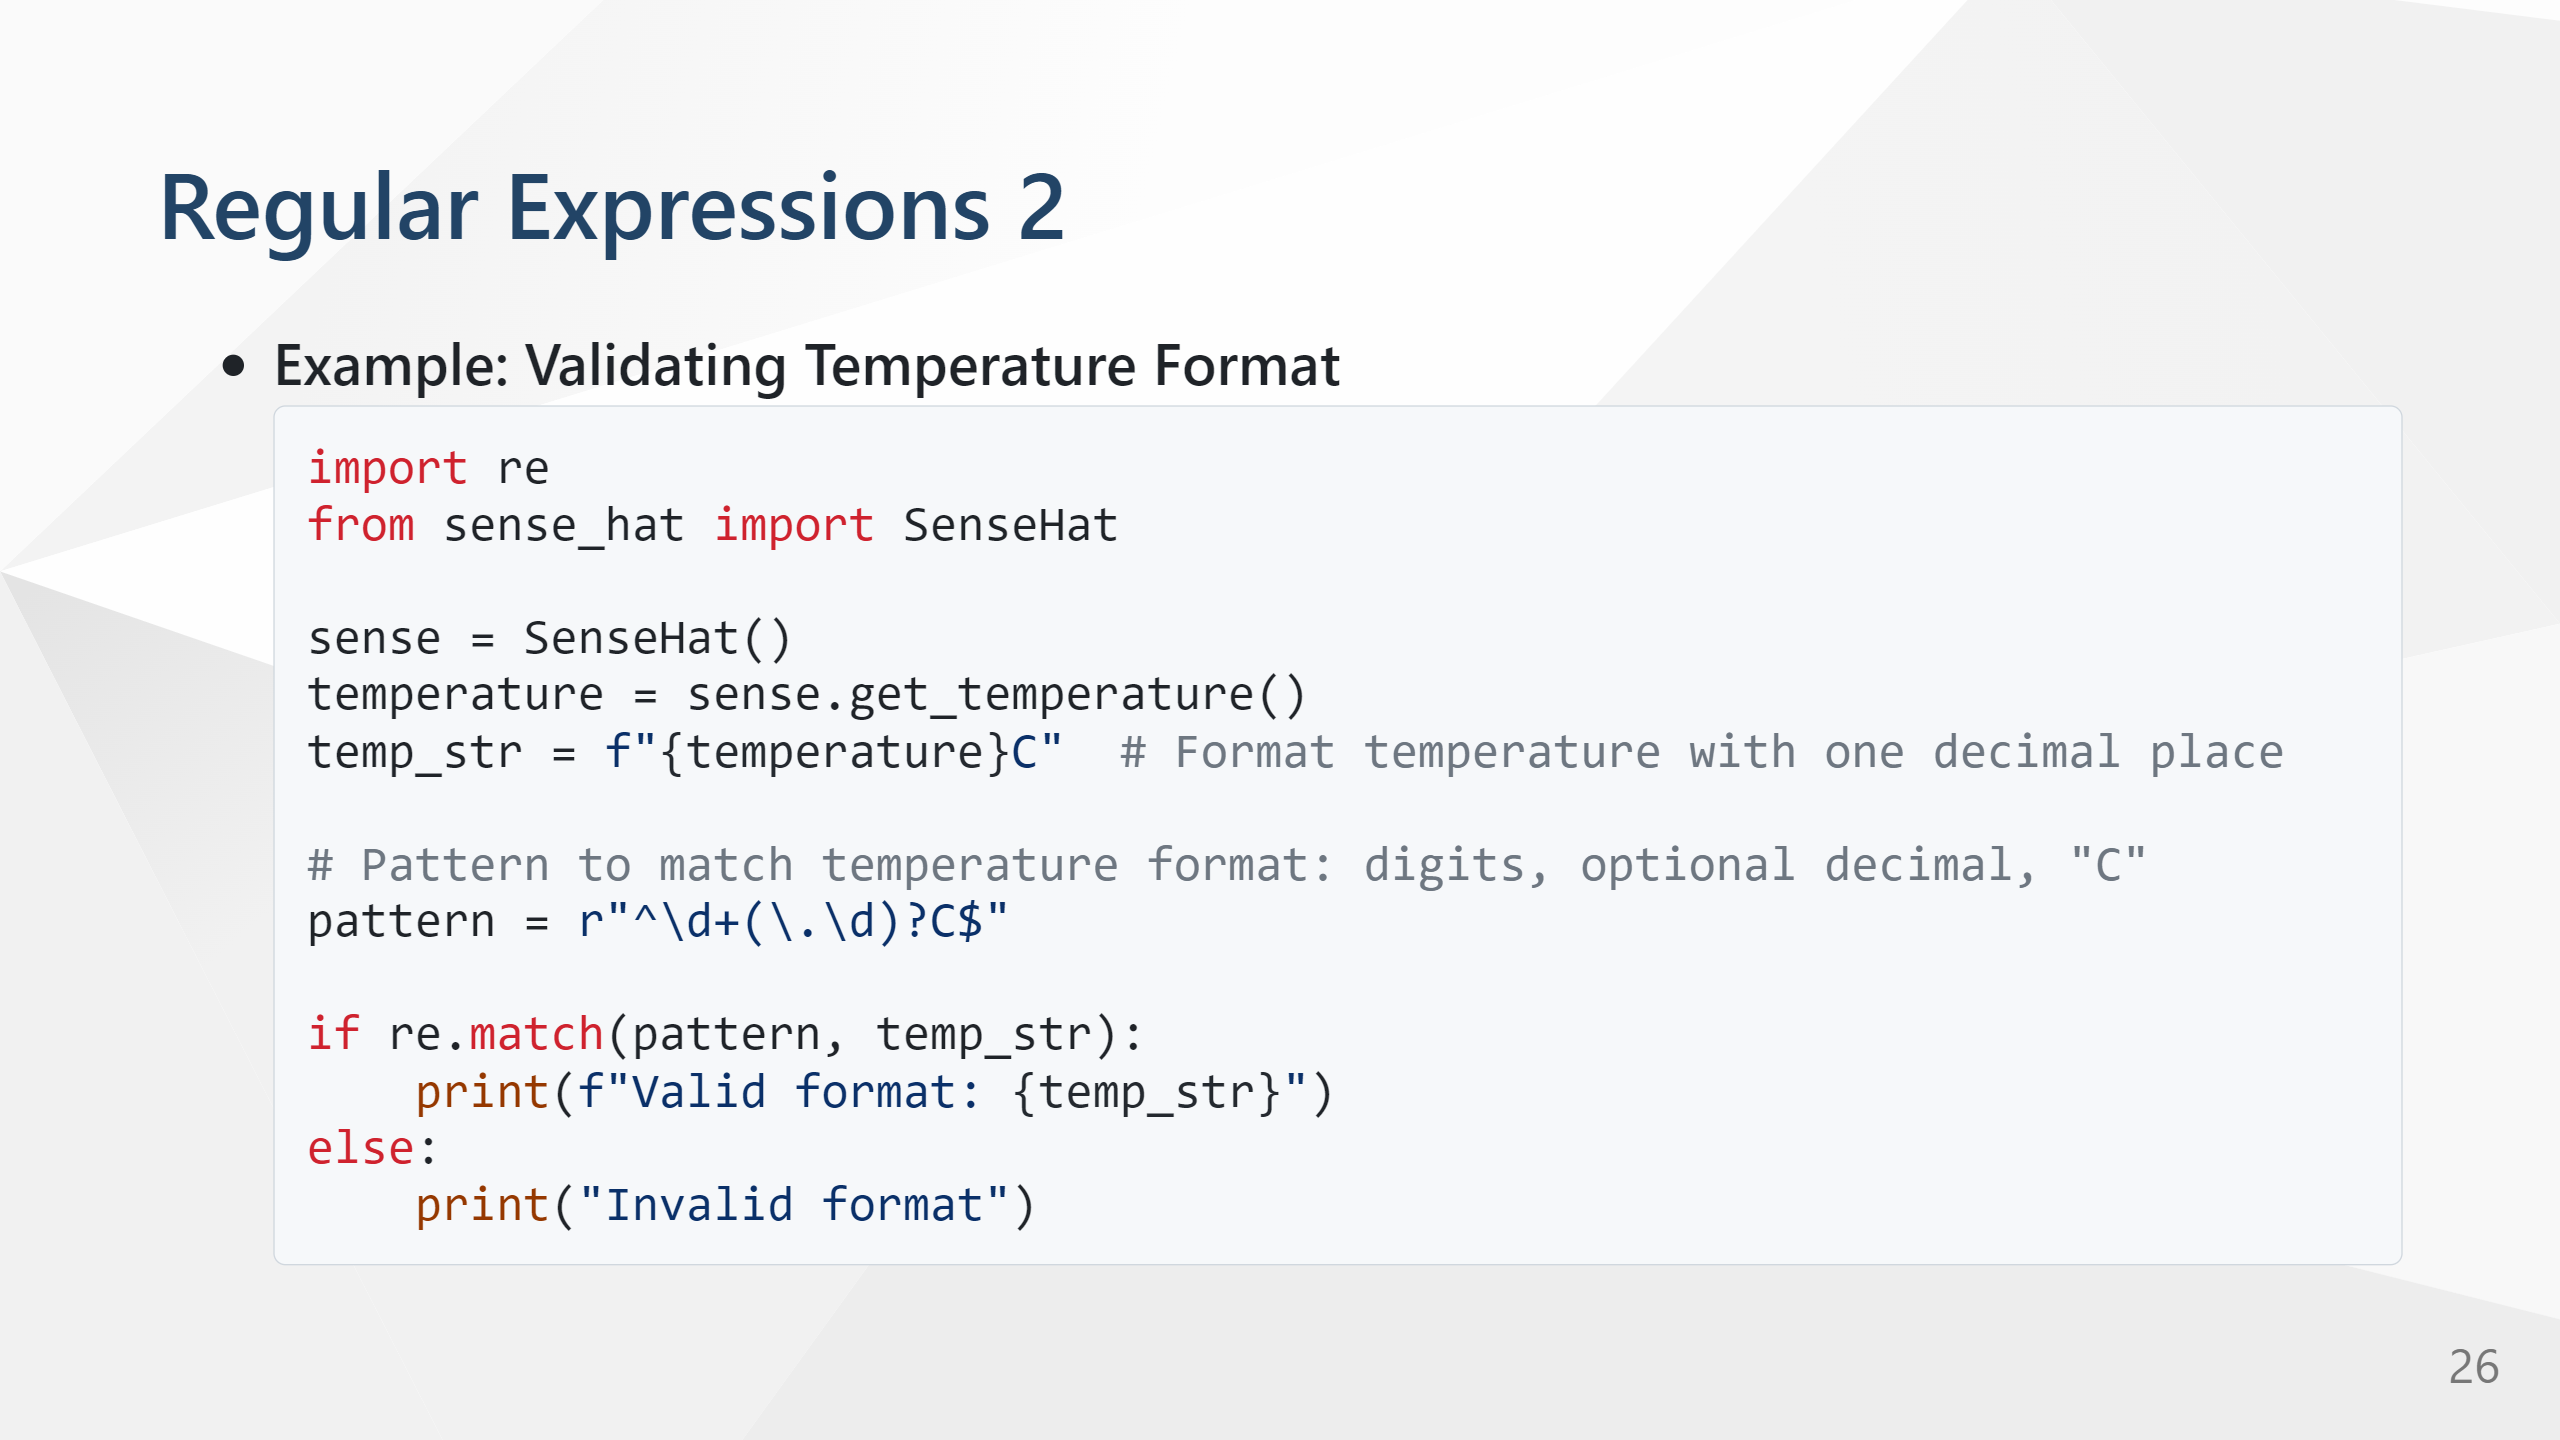 Regular Expressions 2
• Example: Validating Temperature Format
import re
from sense_hat import SenseHat
sense = SenseHat()
temperature = sense.get_temperature()
temp_str = f"{temperature}C"  # Format temperature with one decimal place
# Pattern to match temperature format: digits, optional decimal, "C"
pattern = r"^\d+(\.\d)?C$"
if re.match(pattern, temp_str):
    print(f"Valid format: {temp_str}")
else:
    print("Invalid format")
26